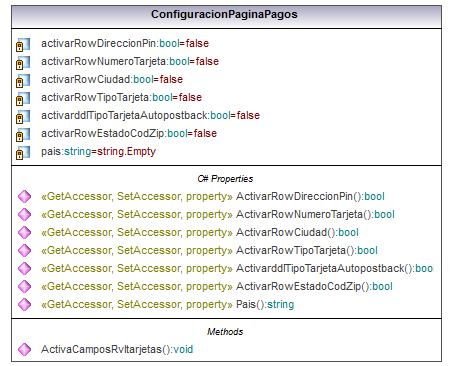 ConfiguracionPaginaPagos
activarRowDireccionPin:bool=false
activarRowNumeroTarjeta:bool=false
activarRowCiudad:bool=false
activarRowTipoTarjeta:bool=false
activarddlTipoTarjetaAutopostback:bool=false
activarRowEstadoCodZip:bool=false
pais:string=string.Empty
C# Properties
«GetAccessor, SetAccessor, property» ActivarRowDireccionPin():bool
«GetAccessor, SetAccessor, property» ActivarRowNumeroTarjeta():bool
«GetAccessor, SetAccessor, property» ActivarRowCiudad():bool
«GetAccessor, SetAccessor, property» ActivarRowTipoTarjeta():bool
«GetAccessor, SetAccessor, property» ActivarddlTipoTarjetaAutopostback():boo
«GetAccessor, SetAccessor, property» ActivarRowEstadoCodZip():bool
«GetAccessor, SetAccessor, property» Pais():string
Methods
ActivaCamposRvltarjetas():void